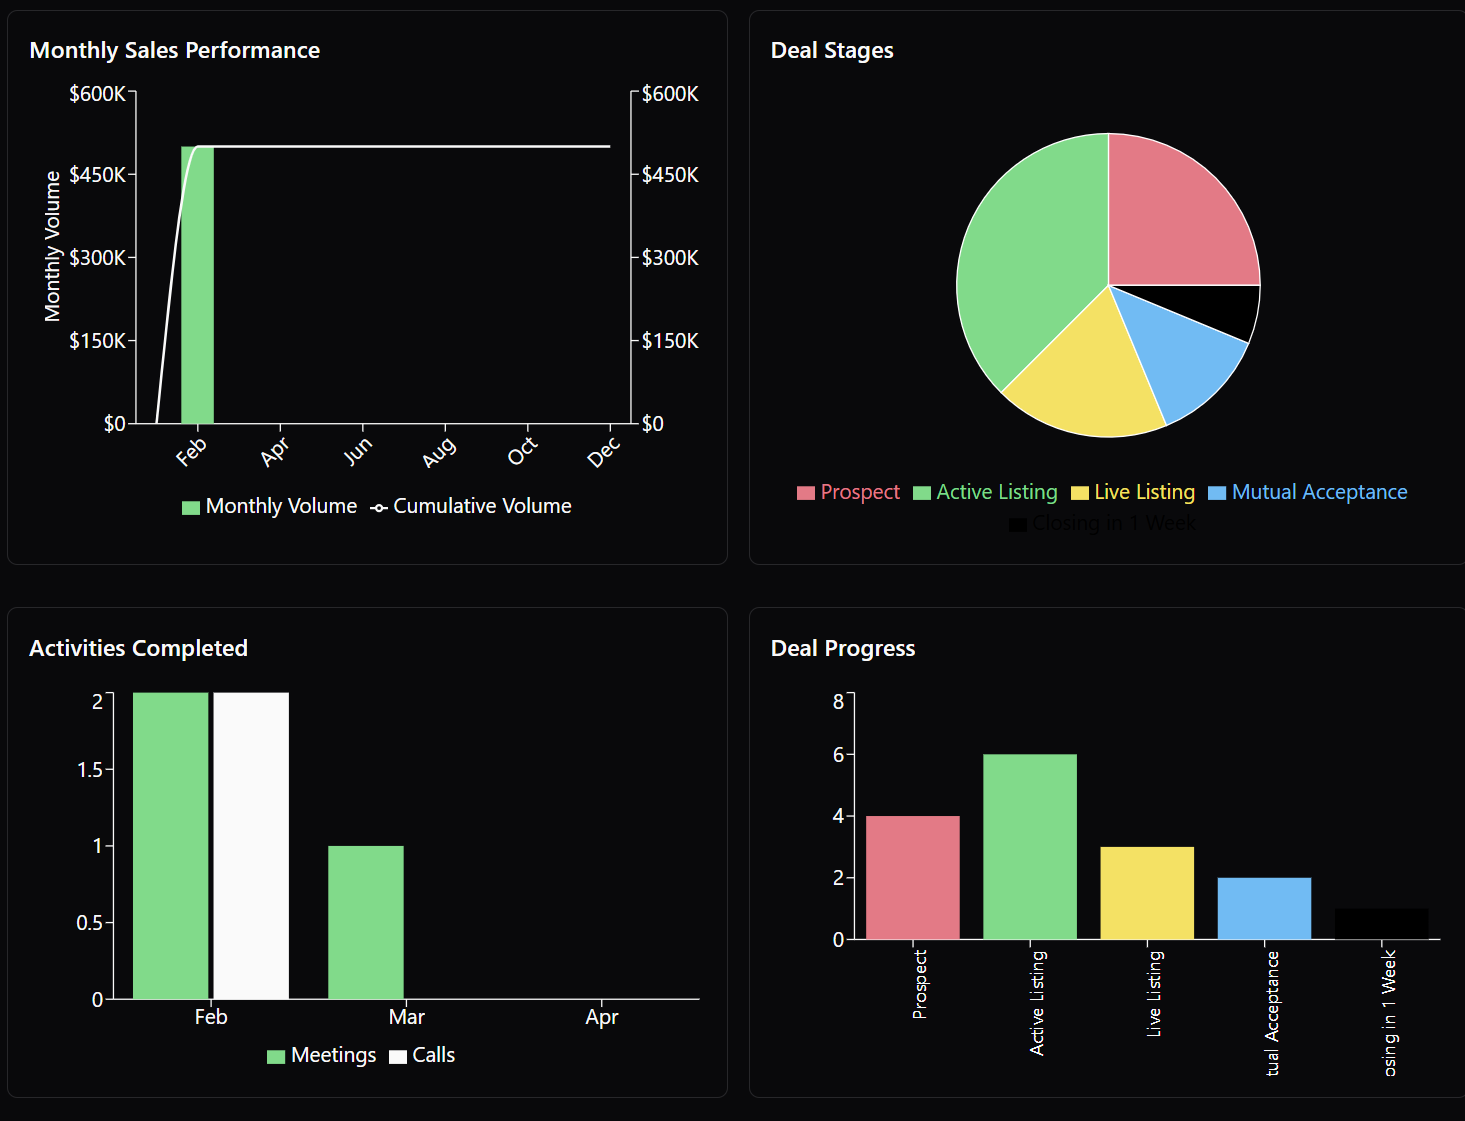 Monthly Sales Performance
$600K
$450K
$300K
$150K
$0
Monthly Volume
$600K
$450K
$300K
$150K
$0
Feb Apr Jun Aug Oct Dec
Monthly Volume Cumulative Volume
Deal Stages
Prospect Active Listing Live Listing Mutual Acceptance
Closing in 1 Week
Activities Completed
2
1.5
1
0.5
0
Feb Mar Apr
Meetings Calls
Deal Progress
8
6
4
2
0
Prospect
Active Listing
Live Listing
tual Acceptance
osing in 1 Week